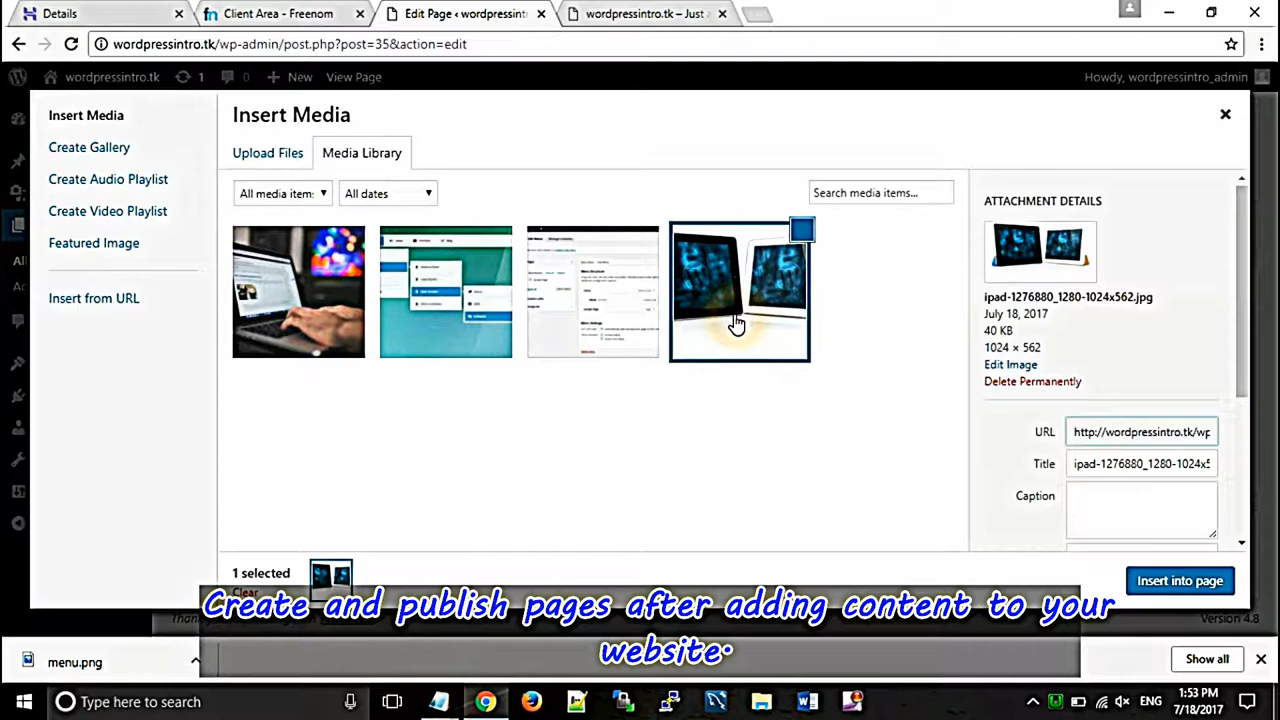 Details
Client Area - Freenom
Edit Page ‹ wordpressint
wordpressintro.tk – Just
wordpressintro.tk/wp-admin/post.php?post=35&action=edit
wordpressintro.tk 1 0 New View Page Howdy, wordpressintro_admin
Insert Media
Create Gallery
Create Audio Playlist
Create Video Playlist
Featured Image
Insert from URL
Insert Media
Upload Files Media Library
All media item: All dates Search media items...
ATTACHMENT DETAILS
ipad-1276880_1280-1024x562.jpg
July 18, 2017
40 KB
1024 × 562
Edit Image
Delete Permanently
URL http://wordpressintro.tk/wp
Title ipad-1276880_1280-1024x5
Caption
1 selected
Clear
Insert into page
Create and publish pages after adding content to your
website.
Version 4.8
menu.png
Show all
Type here to search
ENG
1:53 PM
7/18/2017